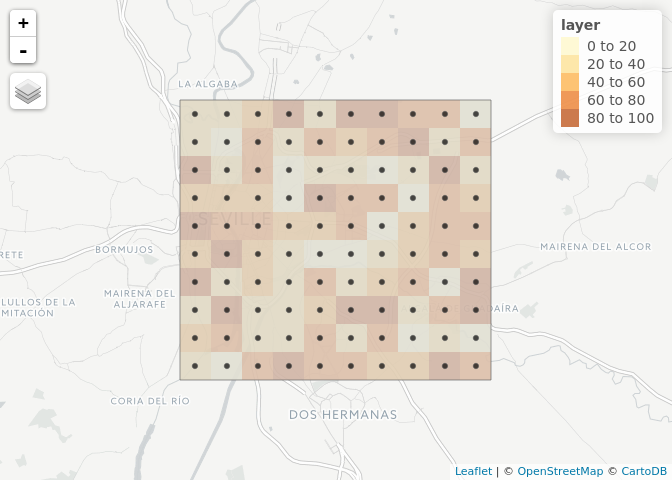 +
-
layer
0 to 20
20 to 40
40 to 60
60 to 80
80 to 100
LA ALGABA
SEVILLE
RETE
BORMUJOS
MAIRENA DEL ALCOR
LULLOS DE LA
MITACIÓN
MAIRENA DEL
ALJARAFE
DAÍRA
CORIA DEL RÍO
DOS HERMANAS
Leaflet | © OpenStreetMap © CartoDB